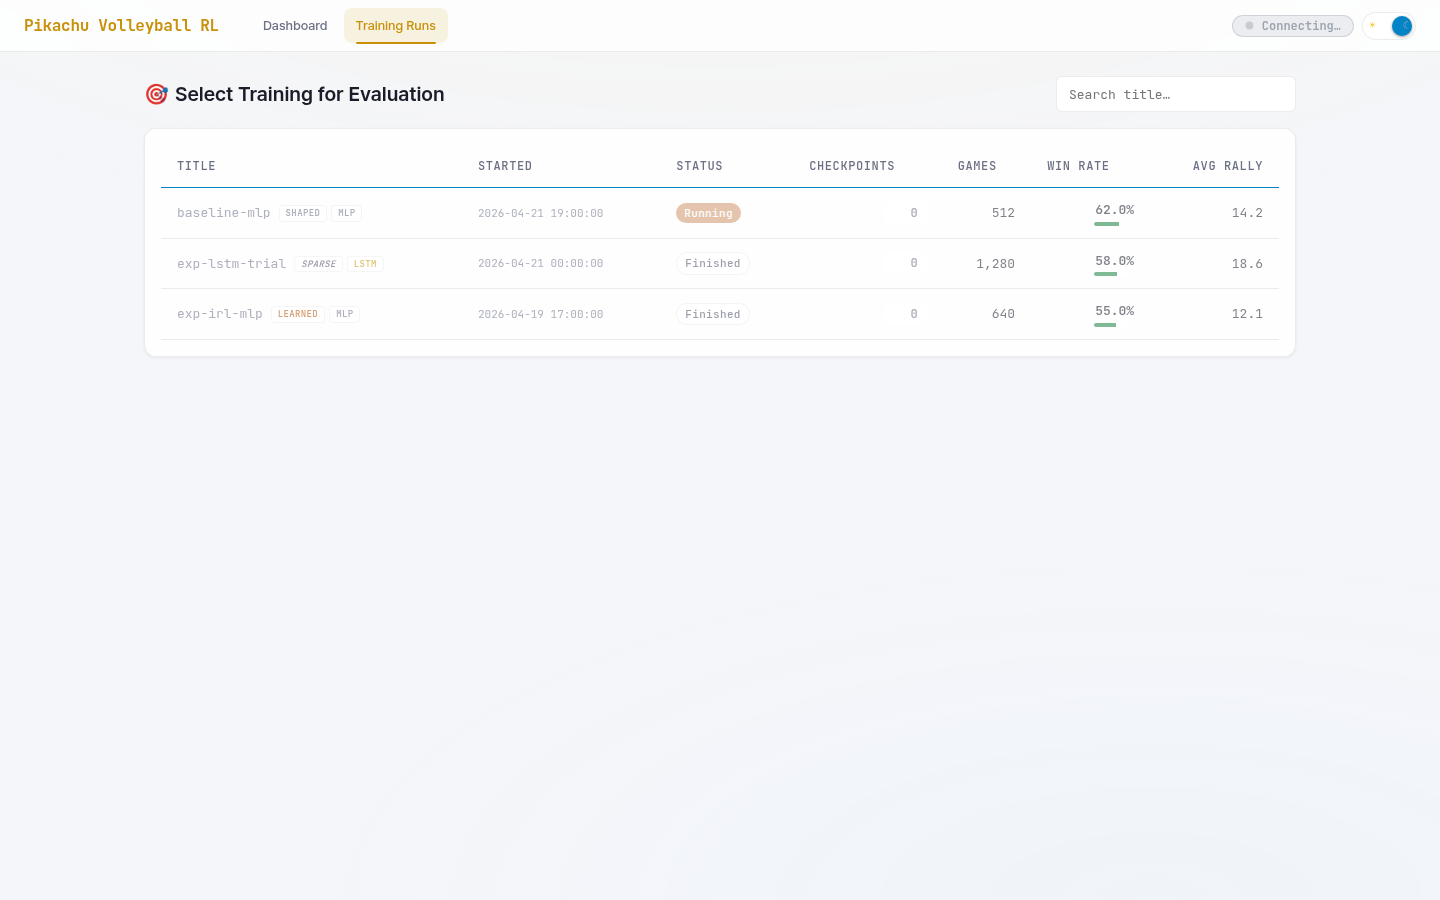 Pikachu Volleyball RL Dashboard Training Runs Connecting…
Select Training for Evaluation Search title…
TITLE STARTED STATUS CHECKPOINTS GAMES WIN RATE AVG RALLY
baseline-mlp SHAPED MLP 2026-04-21 19:00:00 Running 0 512 62.0% 14.2
exp-lstm-trial SPARSE LSTM 2026-04-21 00:00:00 Finished 0 1,280 58.0% 18.6
exp-irl-mlp LEARNED MLP 2026-04-19 17:00:00 Finished 0 640 55.0% 12.1